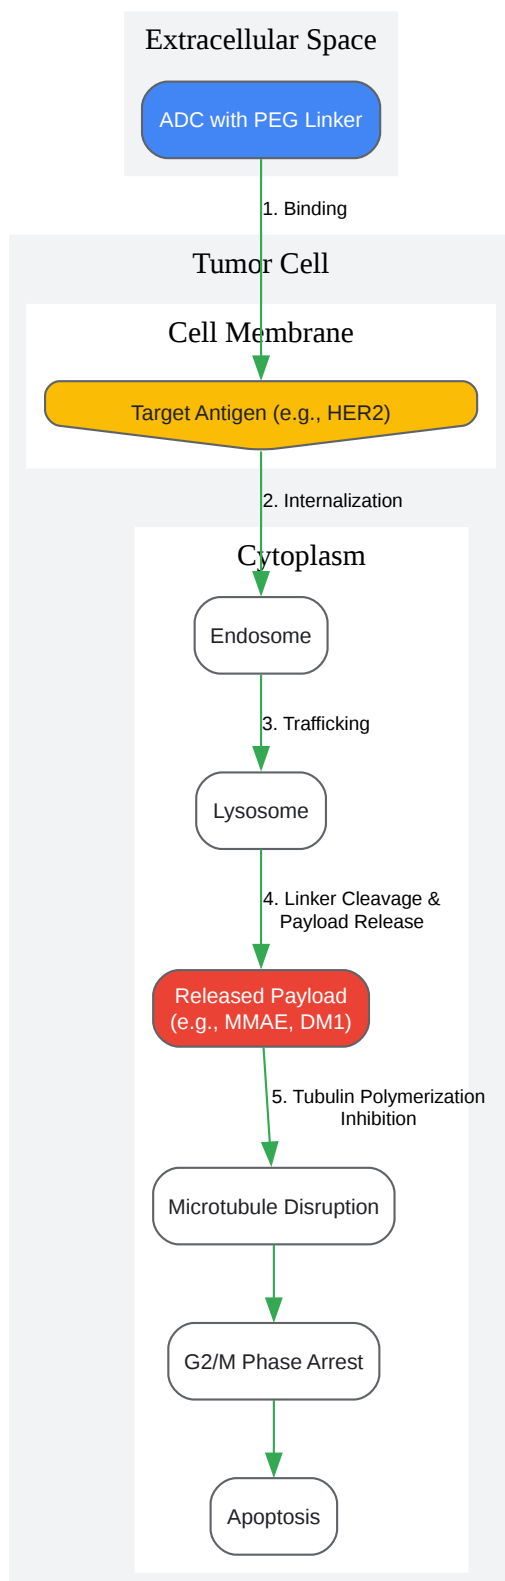 Extracellular Space
ADC with PEG Linker
1. Binding
Tumor Cell
Cell Membrane
Target Antigen (e.g., HER2)
2. Internalization
Cytoplasm
Endosome
3. Trafficking
Lysosome
4. Linker Cleavage &
Payload Release
Released Payload
(e.g., MMAE, DM1)
5. Tubulin Polymerization
Inhibition
Microtubule Disruption
G2/M Phase Arrest
Apoptosis